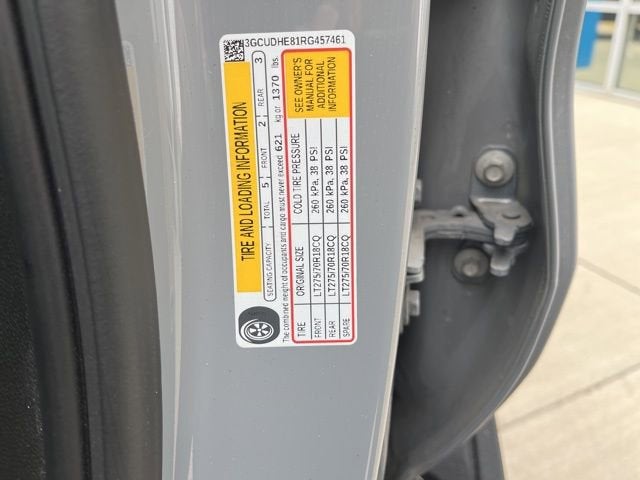 3GCUDHE81RG457461
TIRE AND LOADING INFORMATION
SEATING CAPACITY TOTAL 5 FRONT 2 REAR 3
The combined weight of occupants and cargo must never exceed 621 kg or 1370 lbs.
TIRE ORIGINAL SIZE COLD TIRE PRESSURE
FRONT LT275/70R18CQ 260 kPa, 38 PSI
REAR LT275/70R18CQ 260 kPa, 38 PSI
SPARE LT275/70R18CQ 260 kPa, 38 PSI
SEE OWNER'S
MANUAL FOR
ADDITIONAL
INFORMATION